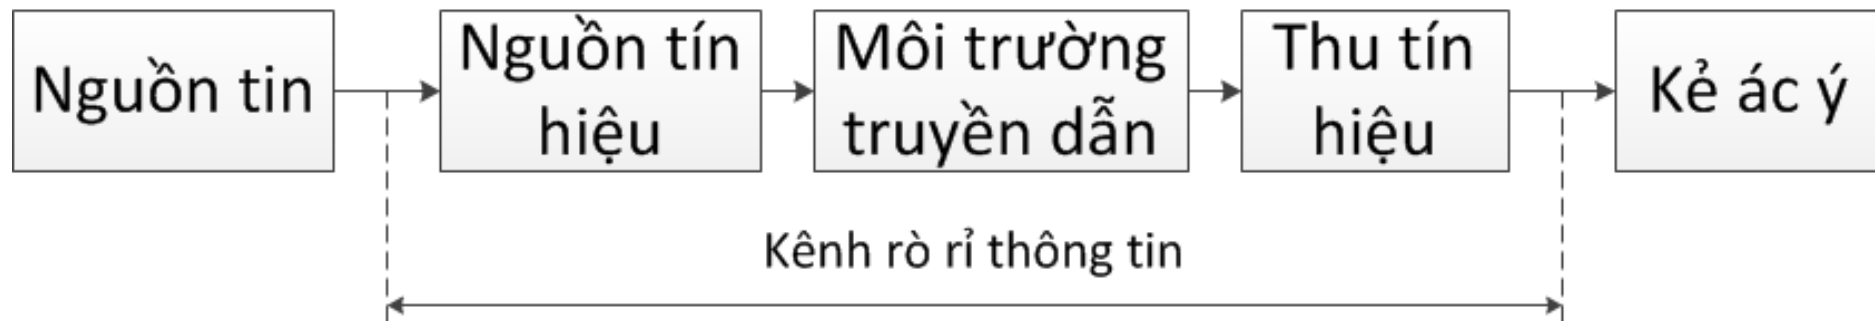 Nguồn tin
Nguồn tín
hiệu
Môi trường
truyền dẫn
Thu tín
hiệu
Kẻ ác ý
Kênh rò rỉ thông tin